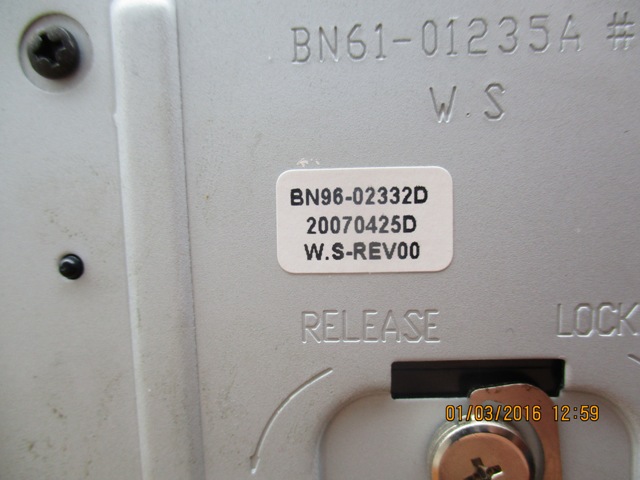 BN61-01235A #
W.S
BN96-02332D
20070425D
W.S-REV00
RELEASE
LOCK
01/03/2016 12:59